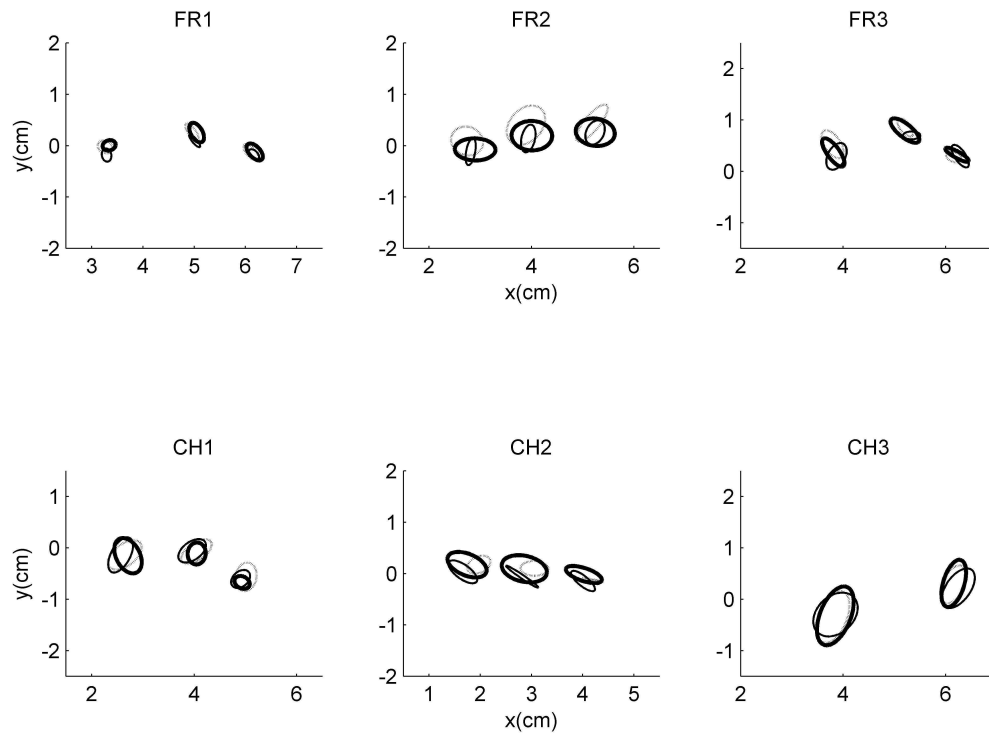 FR1 FR2 FR3
2 2 2
1 1 1
0 0 0
-1 -1 -1
-2 -2
y(cm)
3 4 5 6 7 2 4 6 2 4 6
x(cm)
CH1 CH2 CH3
1 2 1
0 1 0
-1 0 -1
-2 -1
-2
y(cm)
2 4 6 1 2 3 4 5 2 4 6
x(cm)